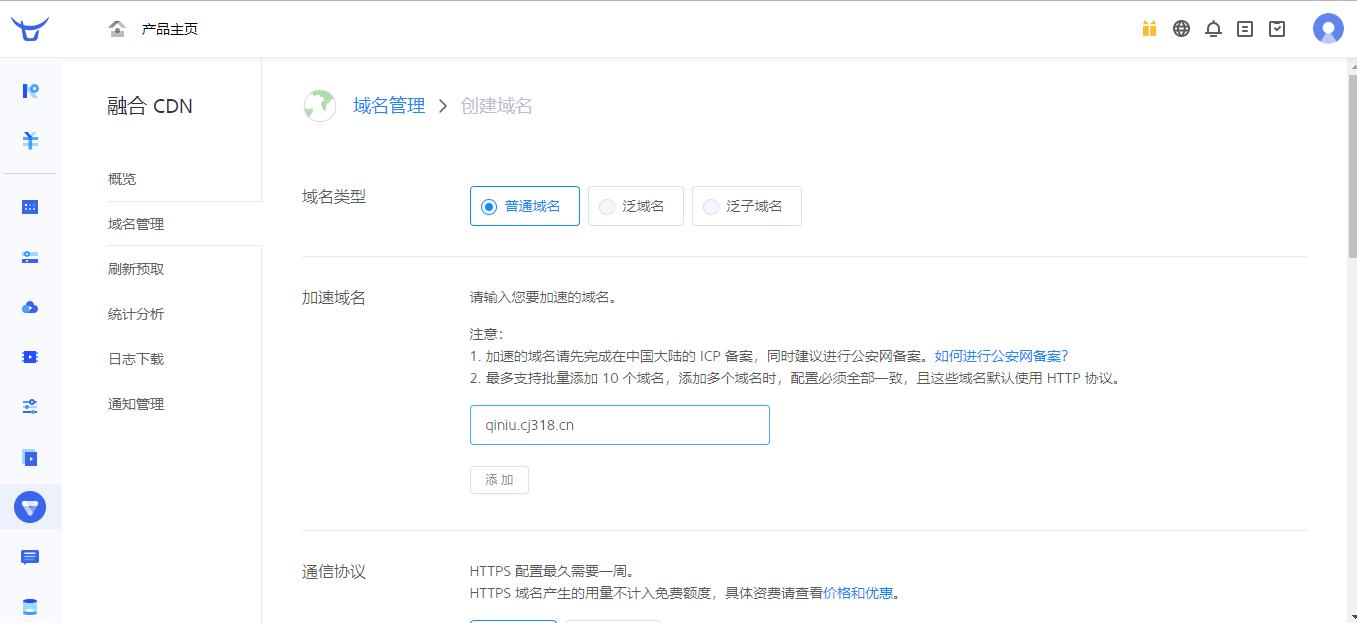 产品主页
融合 CDN
概览
域名管理
刷新预取
统计分析
日志下载
通知管理
域名管理 > 创建域名
域名类型
普通域名
泛域名
泛子域名
加速域名
请输入您要加速的域名。
注意：
1. 加速的域名请先完成在中国大陆的 ICP 备案，同时建议进行公安网备案。如何进行公安网备案？
2. 最多支持批量添加 10 个域名，添加多个域名时，配置必须全部一致，且这些域名默认使用 HTTP 协议。
qiniu.cj318.cn
添 加
通信协议
HTTPS 配置最久需要一周。
HTTPS 域名产生的用量不计入免费额度，具体资费请查看价格和优惠。